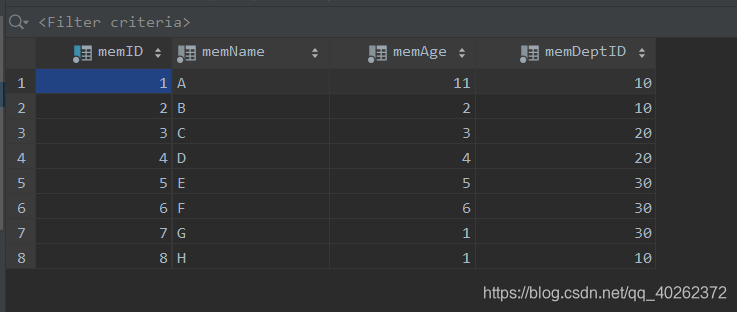 <Filter criteria>
memID memName memAge memDeptID
1 1 A 11 10
2 2 B 2 10
3 3 C 3 20
4 4 D 4 20
5 5 E 5 30
6 6 F 6 30
7 7 G 1 30
8 8 H 1 10
https://blog.csdn.net/qq_40262372